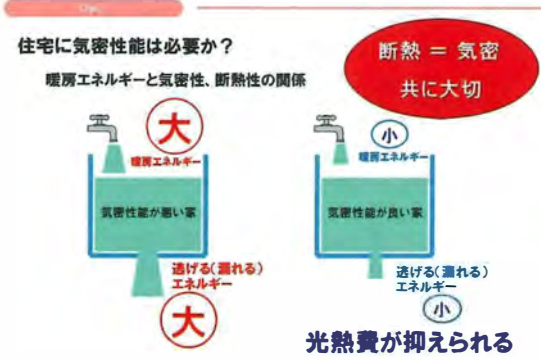 住宅に気密性能は必要か？
断熱 = 気密
共に大切
暖房エネルギーと気密性、断熱性の関係
大
暖房エネルギー
気密性能が悪い家
逃げる(漏れる)
エネルギー
大
小
暖房エネルギー
気密性能が良い家
逃げる(漏れる)
エネルギー
小
光熱費が抑えられる